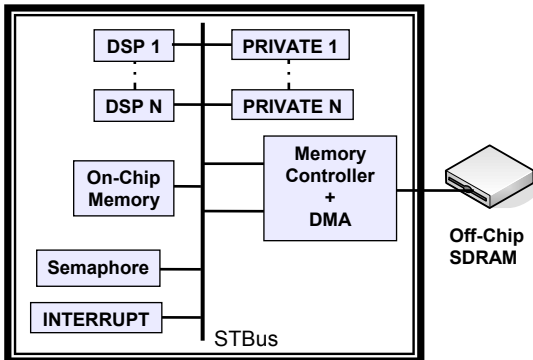 DSP 1
PRIVATE 1
DSP N
PRIVATE N
On-Chip
Memory
Memory
Controller
+
DMA
Off-Chip
SDRAM
Semaphore
INTERRUPT
STBus